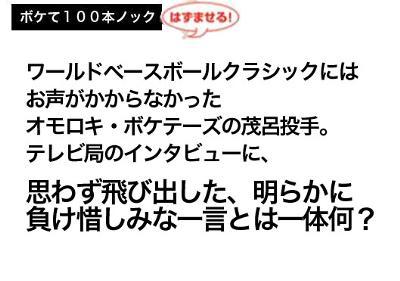 ボケて１００本ノック
はずませる!
ワールドベースボールクラシックには
お声がかからなかった
オモロキ・ボケテーズの茂呂投手。
テレビ局のインタビューに、
思わず飛び出した、明らかに
負け惜しみな一言とは一体何？